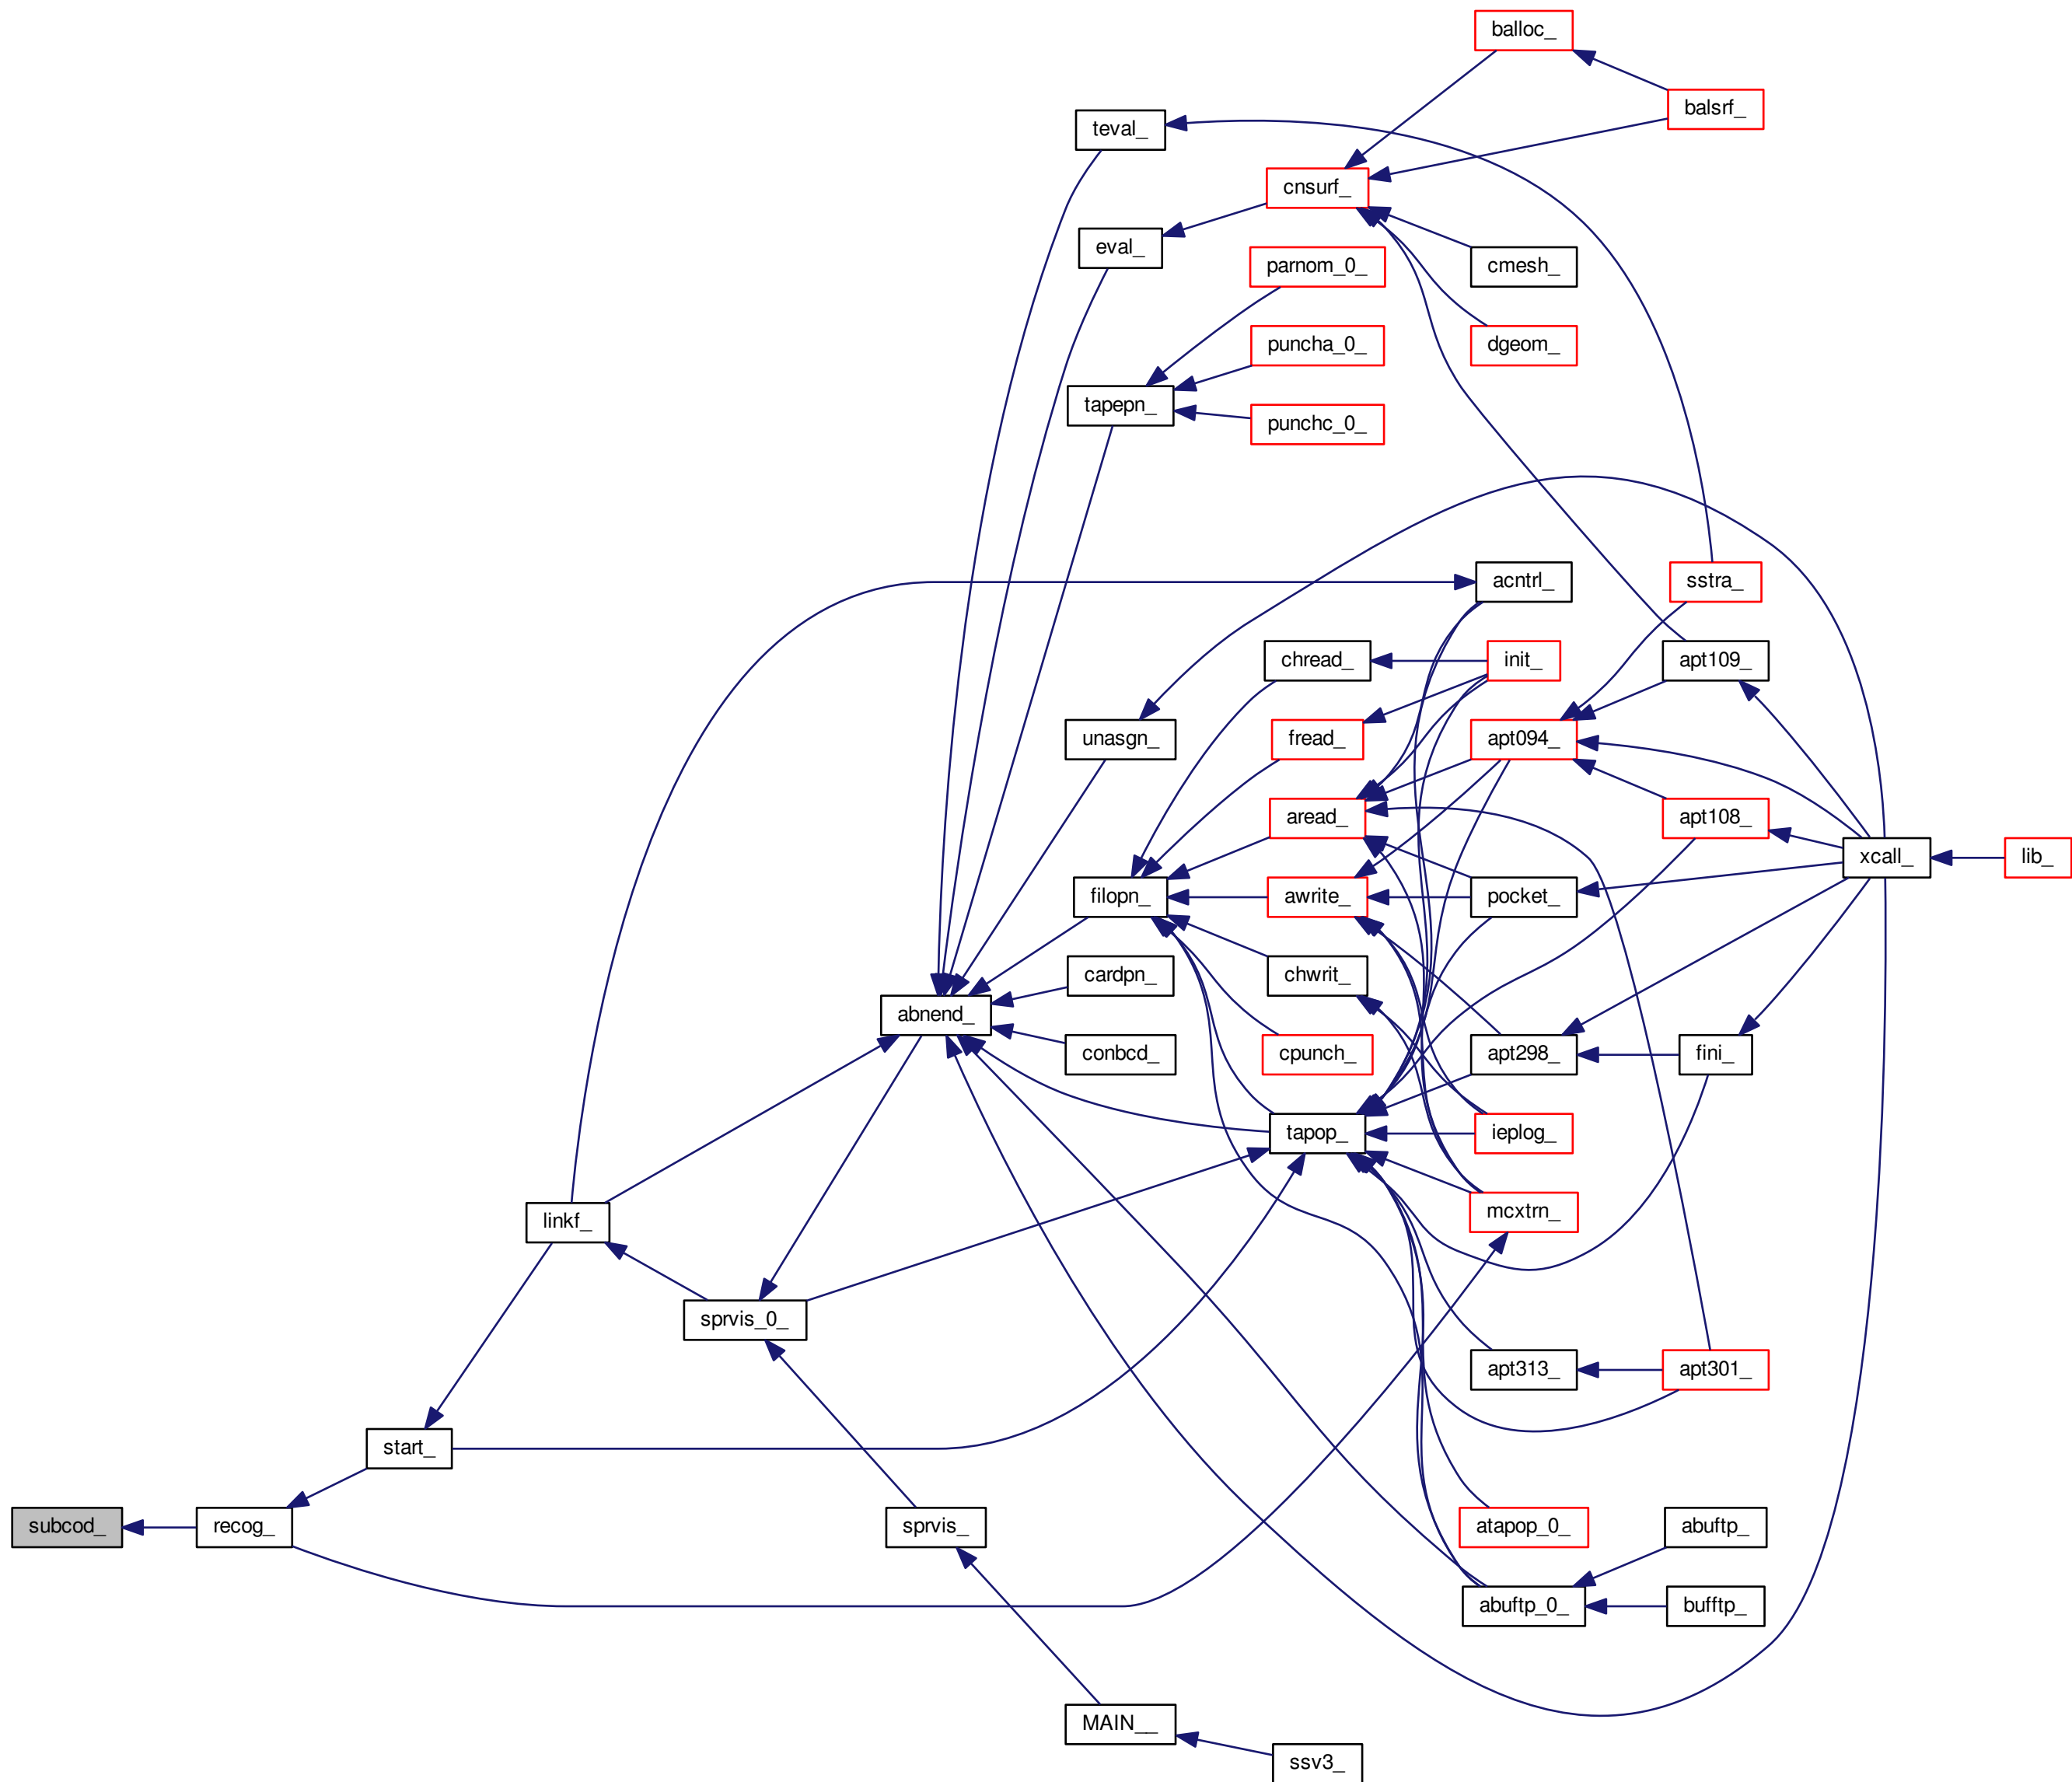 balloc_
balsrf_
teval_
cnsurf_
eval_
cmesh_
parnom_0_
dgeom_
puncha_0_
tapepn_
punchc_0_
acntrl_
sstra_
chread_
init_
apt109_
unasgn_
fread_
apt094_
aread_
apt108_
xcall_
lib_
filopn_
awrite_
pocket_
cardpn_
chwrit_
abnend_
conbcd_
cpunch_
apt298_
fini_
tapop_
ieplog_
linkf_
mcxtrn_
sprvis_0_
apt313_
apt301_
start_
subcod_
recog_
sprvis_
atapop_0_
abuftp_
abuftp_0_
bufftp_
MAIN__
ssv3_